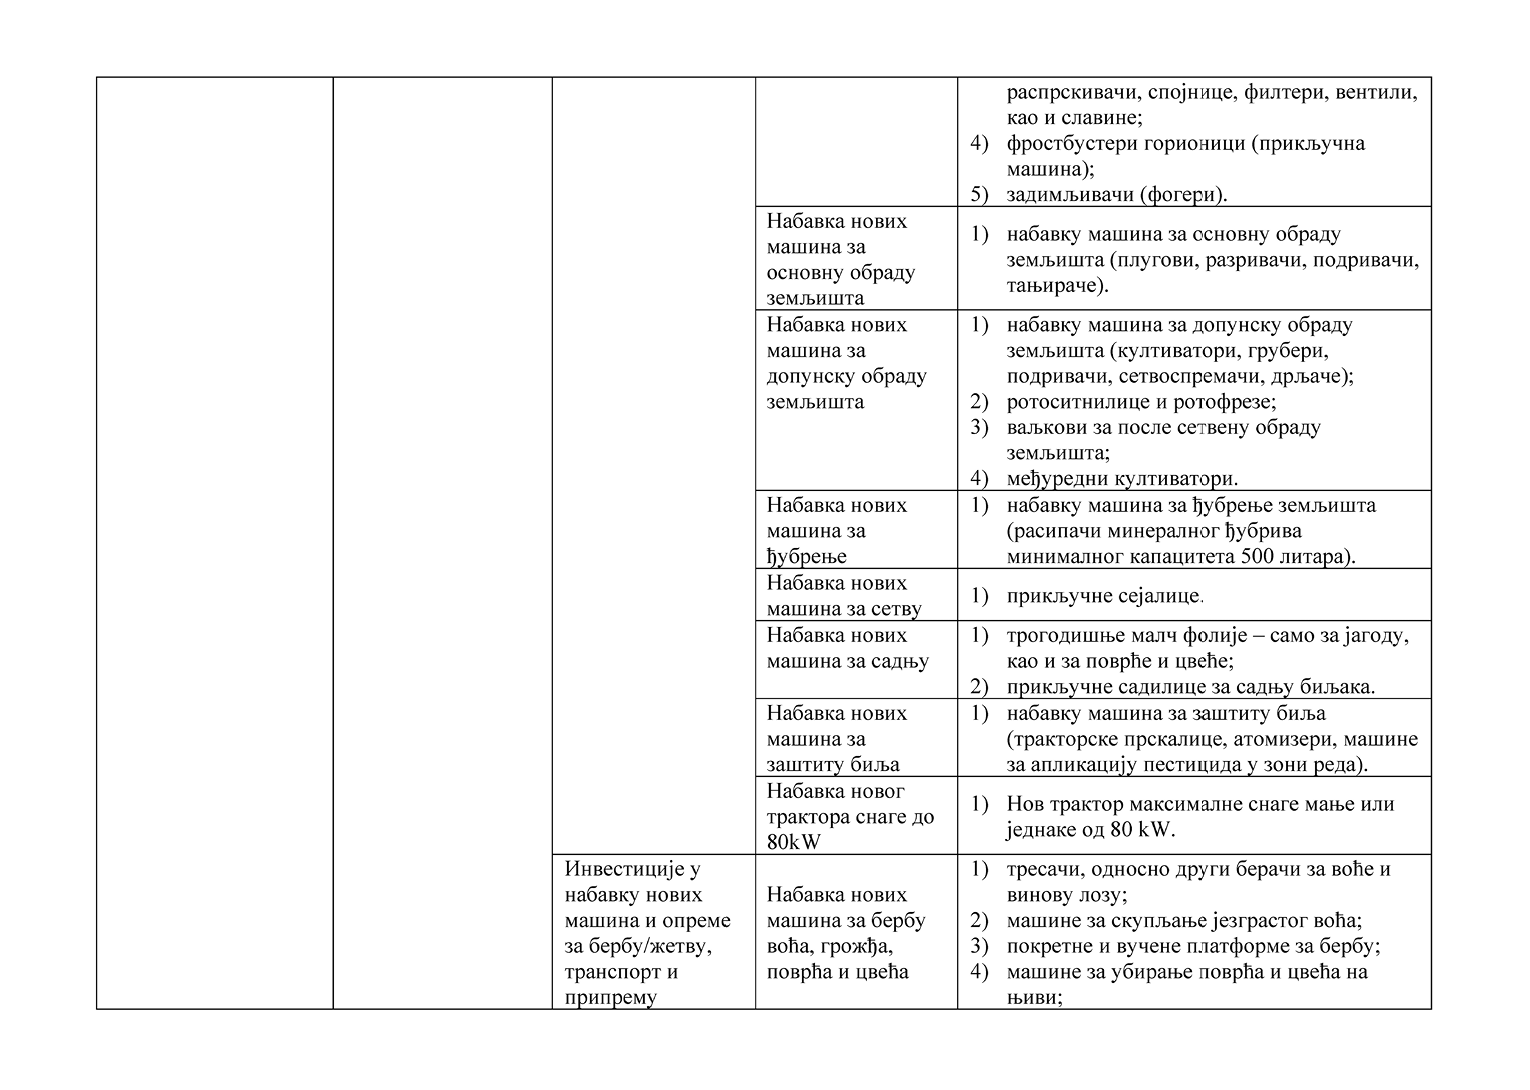 распрскивачи, спојнице, филтери, вентили,
као и славине;
4) фростбустери горионици (прикључна
машина);
5) задимљивачи (фогери).
Набавка нових
машина за
основну обраду
земљишта
1) набавку машина за основну обраду
земљишта (плугови, разривачи, подривачи,
тањираче).
Набавка нових
машина за
допунску обраду
земљишта
1) набавку машина за допунску обраду
земљишта (култиватори, грубери,
подривачи, сетвоспремачи, дрљаче);
2) ротоситнилице и ротофрезе;
3) ваљкови за после сетвену обраду
земљишта;
4) међуредни култиватори.
Набавка нових
машина за
ђубрење
1) набавку машина за ђубрење земљишта
(расипачи минералног ђубрива
минималног капацитета 500 литара).
Набавка нових
машина за сетву
1) прикључне сејалице.
Набавка нових
машина за садњу
1) трогодишње малч фолије – само за јагоду,
као и за поврће и цвеће;
2) прикључне садилице за садњу биљака.
Набавка нових
машина за
заштиту биља
1) набавку машина за заштиту биља
(тракторске прскалице, атомизери, машине
за апликацију пестицида у зони реда).
Набавка новог
трактора снаге до
80kW
1) Нов трактор максималне снаге мање или
једнаке од 80 kW.
Инвестиције у
набавку нових
машина и опреме
за бербу/жетву,
транспорт и
припрему
Набавка нових
машина за бербу
воћа, грожђа,
поврћа и цвећа
1) тресачи, односно други берачи за воће и
винову лозу;
2) машине за скупљање језграстог воћа;
3) покретне и вучене платформе за бербу;
4) машине за убирање поврћа и цвећа на
њиви;